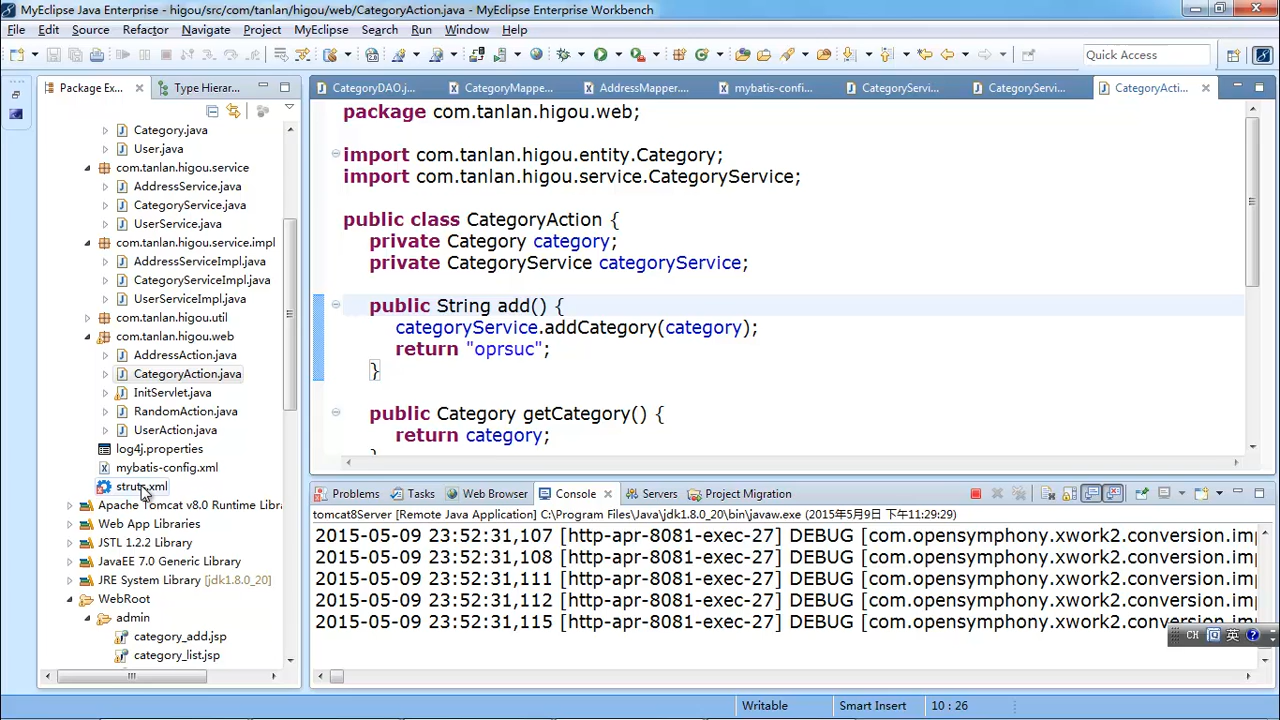 MyEclipse Java Enterprise - higou/src/com/tanlan/higou/web/CategoryAction.java - MyEclipse Enterprise Workbench
File Edit Source Refactor Navigate Project MyEclipse Search Run Window Help
Quick Access
Package Ex...
Type Hierar...
CategoryDAO.j...
CategoryMappe...
AddressMapper....
mybatis-confi...
CategoryServi...
CategoryServi...
CategoryActi...
Category.java
User.java
com.tanlan.higou.service
AddressService.java
CategoryService.java
UserService.java
com.tanlan.higou.service.impl
AddressServiceImpl.java
CategoryServiceImpl.java
UserServiceImpl.java
com.tanlan.higou.util
com.tanlan.higou.web
AddressAction.java
CategoryAction.java
InitServlet.java
RandomAction.java
UserAction.java
log4j.properties
mybatis-config.xml
struts.xml
Apache Tomcat v8.0 Runtime Libra
Web App Libraries
JSTL 1.2.2 Library
JavaEE 7.0 Generic Library
JRE System Library [jdk1.8.0_20]
WebRoot
admin
category_add.jsp
category_list.jsp
package com.tanlan.higou.web;
import com.tanlan.higou.entity.Category;
import com.tanlan.higou.service.CategoryService;
public class CategoryAction {
private Category category;
private CategoryService categoryService;
public String add() {
categoryService.addCategory(category);
return "oprsuc";
}
public Category getCategory() {
return category;
}
Problems
Tasks
Web Browser
Console
Servers
Project Migration
tomcat8Server [Remote Java Application] C:\Program Files\Java\jdk1.8.0_20\bin\javaw.exe (2015年5月9日 下午11:29:29)
2015-05-09 23:52:31,107 [http-apr-8081-exec-27] DEBUG [com.opensymphony.xwork2.conversion.imp
2015-05-09 23:52:31,108 [http-apr-8081-exec-27] DEBUG [com.opensymphony.xwork2.conversion.imp
2015-05-09 23:52:31,111 [http-apr-8081-exec-27] DEBUG [com.opensymphony.xwork2.conversion.imp
2015-05-09 23:52:31,112 [http-apr-8081-exec-27] DEBUG [com.opensymphony.xwork2.conversion.imp
2015-05-09 23:52:31,115 [http-apr-8081-exec-27] DEBUG [com.opensymphony.xwork2.conversion.imp
CH 英
Writable
Smart Insert
10 : 26